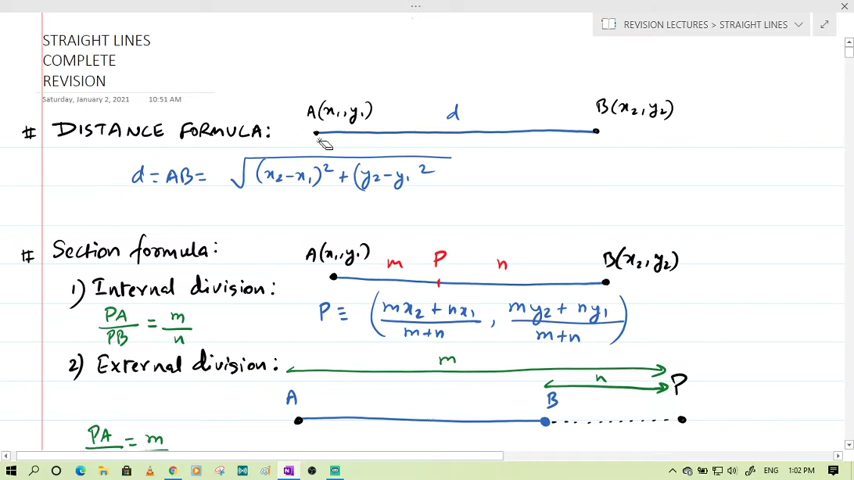 REVISION LECTURES > STRAIGHT LINES
STRAIGHT LINES
COMPLETE
REVISION
Saturday, January 2, 2021 10:51 AM
# DISTANCE FORMULA:
A(x₁,y₁) d B(x₂,y₂)
d = AB = √(x₂-x₁)² + (y₂-y₁ ²
# Section formula:
A(x₁,y₁) m P n B(x₂,y₂)
1) Internal division:
PA/PB = m/n
P ≡ ((mx₂ + nx₁)/(m+n) , (my₂ + ny₁)/(m+n))
2) External division:
m
n
P
A B
PA = m
ENG 1:02 PM